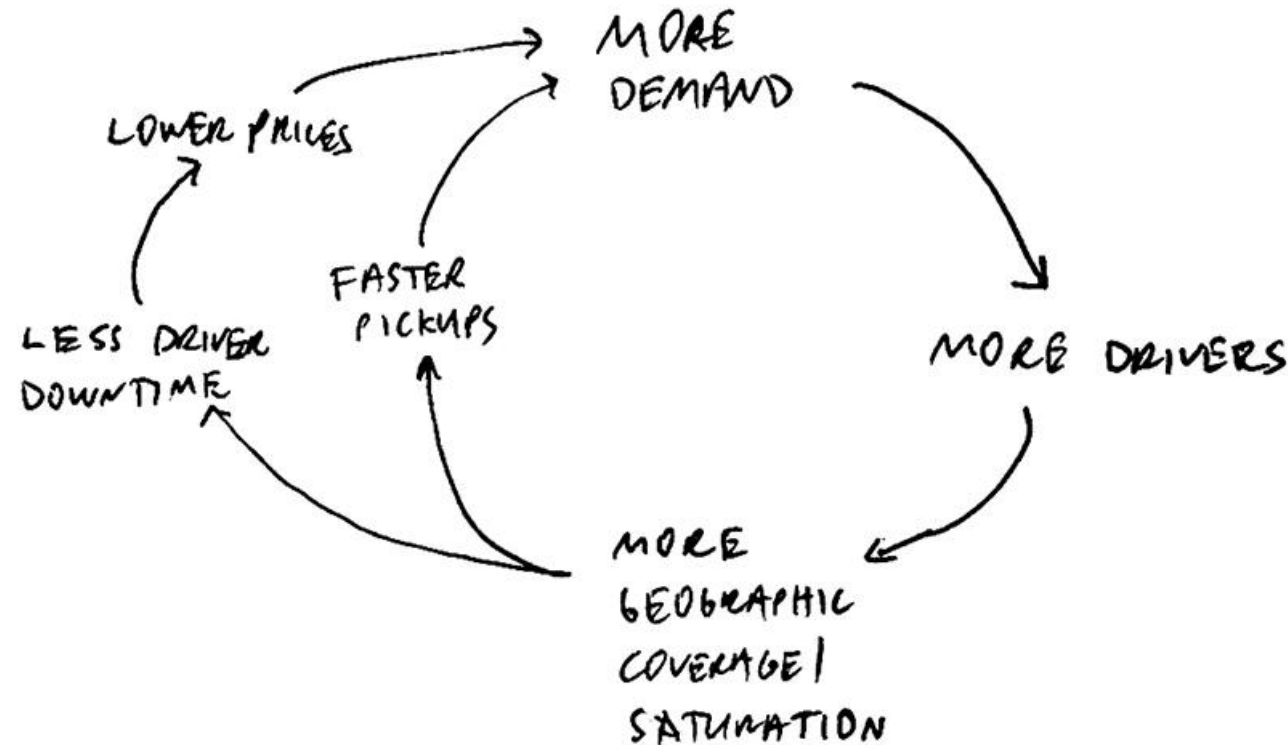 MORE
DEMAND
LOWER PRICES
FASTER
PICKUPS
LESS DRIVER
DOWNTIME
MORE DRIVERS
MORE
GEOGRAPHIC
COVERAGE/
SATURATION